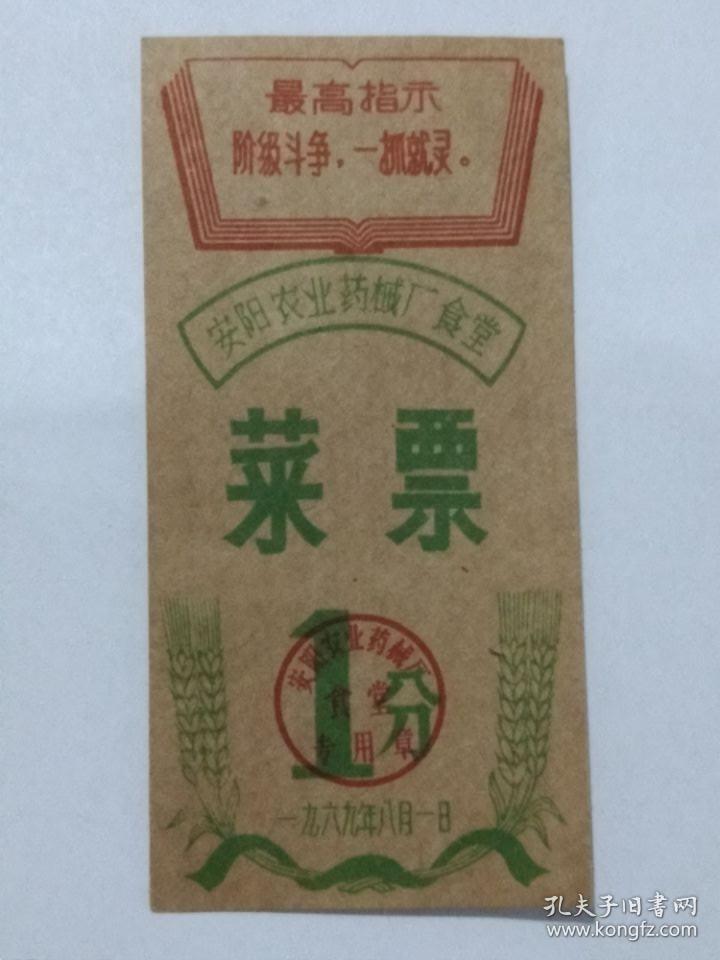 最高指示
阶级斗争，一抓就灵。
安阳农业药械厂食堂
菜票
1分
安阳农业药械厂
食堂
专用章
一九六九年八月一日
孔夫子旧书网
www.kongfz.com